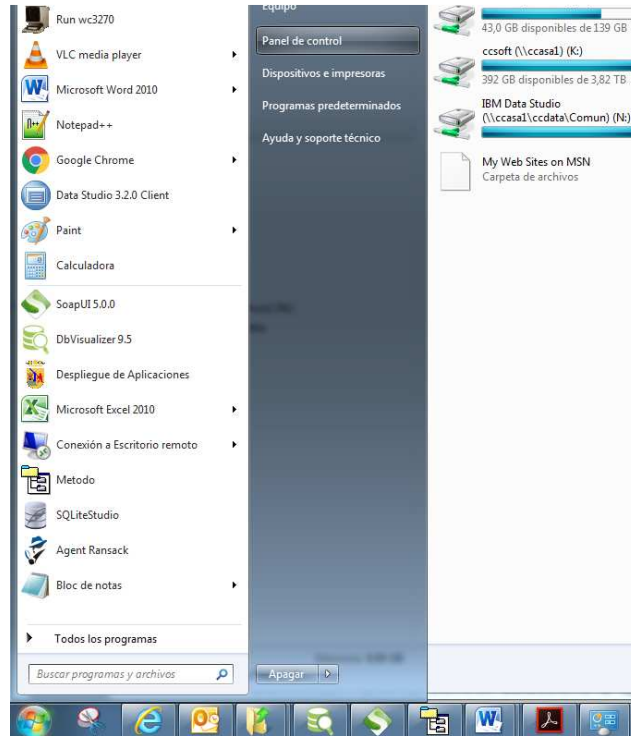 Run wc3270
VLC media player
Microsoft Word 2010
Notepad++
Google Chrome
Data Studio 3.2.0 Client
Paint
Calculadora
SoapUI 5.0.0
DbVisualizer 9.5
Despliegue de Aplicaciones
Microsoft Excel 2010
Conexión a Escritorio remoto
Metodo
SQLiteStudio
Agent Ransack
Bloc de notas
Todos los programas
Buscar programas y archivos
Equipo
Panel de control
Dispositivos e impresoras
Programas predeterminados
Ayuda y soporte técnico
Apagar
43,0 GB disponibles de 139 GB
ccsoft (\\ccasa1) (K:)
392 GB disponibles de 3,82 TB
IBM Data Studio
(\\ccasa1\ccdata\Comun) (N:)
My Web Sites on MSN
Carpeta de archivos